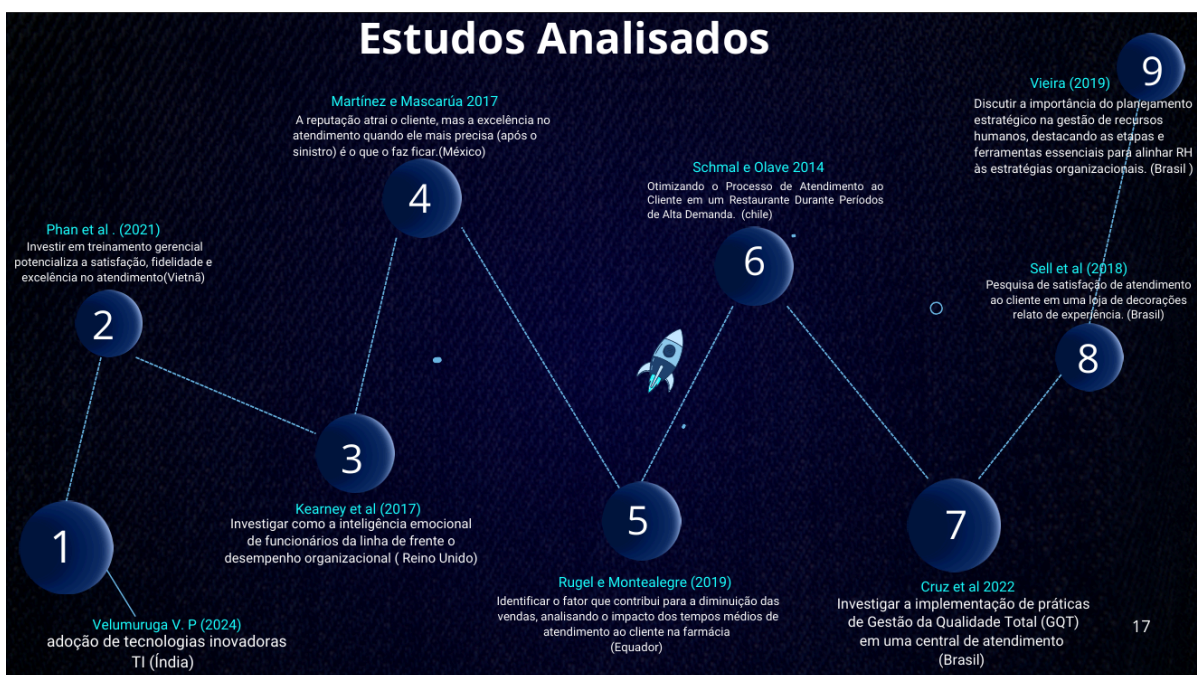 Estudos Analisados
1
Velumuruga V. P (2024)
adoção de tecnologias inovadoras
TI (Índia)
2
Phan et al . (2021)
Investir em treinamento gerencial
potencializa a satisfação, fidelidade e
excelência no atendimento(Vietnã)
3
Kearney et al (2017)
Investigar como a inteligência emocional
de funcionários da linha de frente o
desempenho organizacional ( Reino Unido)
4
Martínez e Mascarúa 2017
A reputação atrai o cliente, mas a excelência no
atendimento quando ele mais precisa (após o
sinistro) é o que o faz ficar.(México)
5
Rugel e Montealegre (2019)
Identificar o fator que contribui para a diminuição das
vendas, analisando o impacto dos tempos médios de
atendimento ao cliente na farmácia
(Equador)
6
Schmal e Olave 2014
Otimizando o Processo de Atendimento ao
Cliente em um Restaurante Durante Períodos
de Alta Demanda. (chile)
7
Cruz et al 2022
Investigar a implementação de práticas
de Gestão da Qualidade Total (GQT)
em uma central de atendimento
(Brasil)
8
Sell et al (2018)
Pesquisa de satisfação de atendimento
ao cliente em uma loja de decorações
relato de experiência. (Brasil)
9
Vieira (2019)
Discutir a importância do planejamento
estratégico na gestão de recursos
humanos, destacando as etapas e
ferramentas essenciais para alinhar RH
às estratégias organizacionais. (Brasil )
17